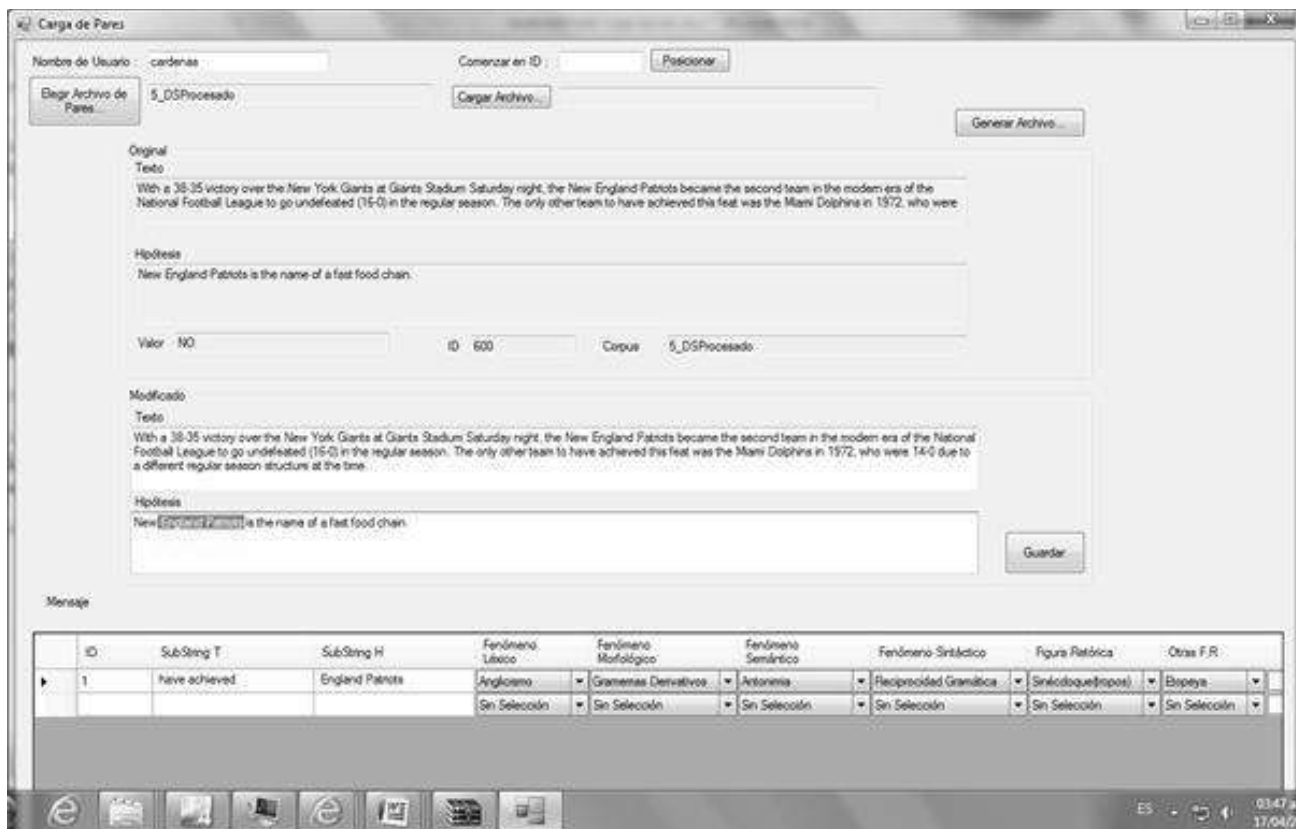 Carga de Pares
Nombre de Usuario : cardenas Comenzar en ID : Posicionar
Elegir Archivo de Pares... 5_DSProcesado Cargar Archivo...
Generar Archivo...
Original
Texto
With a 38-35 victory over the New York Giants at Giants Stadium Saturday night, the New England Patriots became the second team in the modern era of the
National Football League to go undefeated (16-0) in the regular season. The only other team to have achieved this feat was the Miami Dolphins in 1972, who were
Hipótesis
New England Patriots is the name of a fast food chain.
Valor NO ID 600 Corpus 5_DSProcesado
Modificado
Texto
With a 38-35 victory over the New York Giants at Giants Stadium Saturday night, the New England Patriots became the second team in the modern era of the National
Football League to go undefeated (16-0) in the regular season. The only other team to have achieved this feat was the Miami Dolphins in 1972, who were 14-0 due to
a different regular season structure at the time.
Hipótesis
New England Patriots is the name of a fast food chain.
Guardar
Mensaje
ID SubString T SubString H Fenómeno Léxico Fenómeno Morfológico Fenómeno Semántico Fenómeno Sintáctico Figura Retórica Otras F.R
1 have achieved England Patriots Anglicismo Gramemas Derivativos Antonimia Reciprocidad Gramática Sinécdoque(tropos) Etopeya
Sin Selección Sin Selección Sin Selección Sin Selección Sin Selección Sin Selección
ES 03:47 a
17/04/2